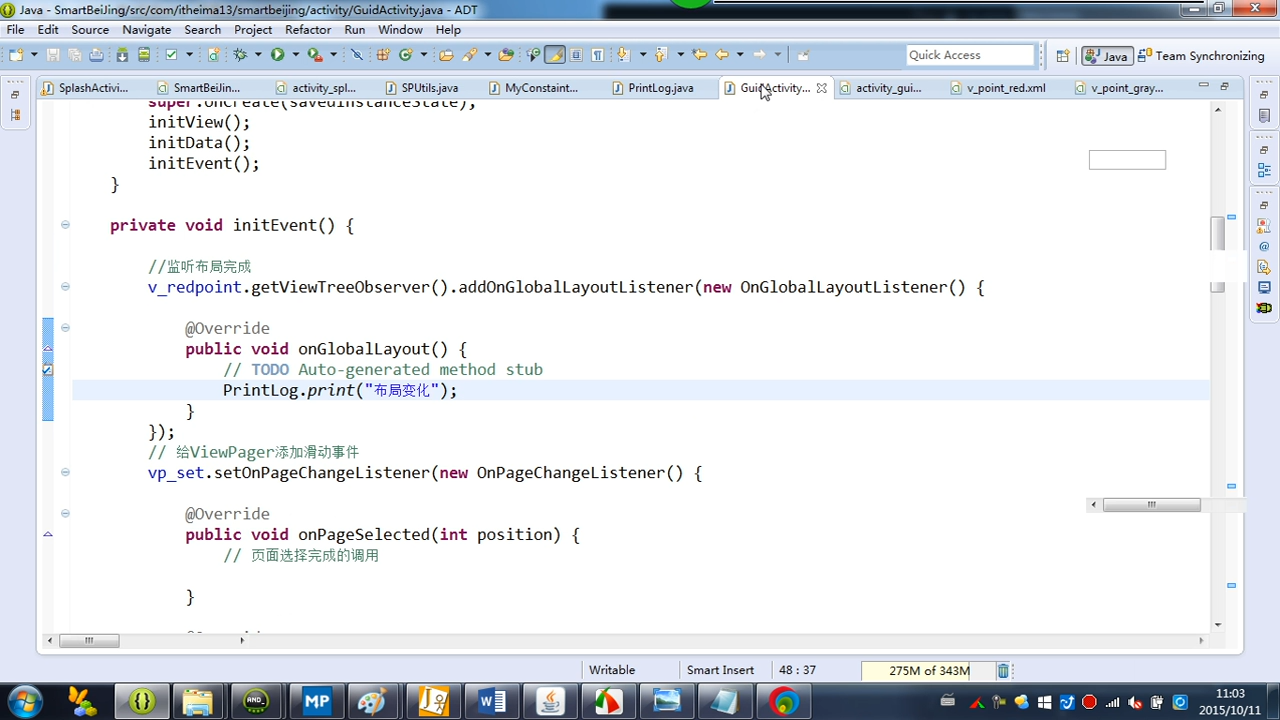 Java - SmartBeiJing/src/com/itheima13/smartbeijing/activity/GuidActivity.java - ADT
File Edit Source Navigate Search Project Refactor Run Window Help
Quick Access
Java
Team Synchronizing
SplashActivi...
SmartBeiJin...
activity_spl...
SPUtils.java
MyConstaint...
PrintLog.java
GuidActivity...
activity_gui...
v_point_red.xml
v_point_gray...
super.onCreate(savedInstanceState);
initView();
initData();
initEvent();
}
private void initEvent() {
//监听布局完成
v_redpoint.getViewTreeObserver().addOnGlobalLayoutListener(new OnGlobalLayoutListener() {
@Override
public void onGlobalLayout() {
// TODO Auto-generated method stub
PrintLog.print("布局变化");
}
});
// 给ViewPager添加滑动事件
vp_set.setOnPageChangeListener(new OnPageChangeListener() {
@Override
public void onPageSelected(int position) {
// 页面选择完成的调用
}
Writable
Smart Insert
48 : 37
275M of 343M
11:03
2015/10/11